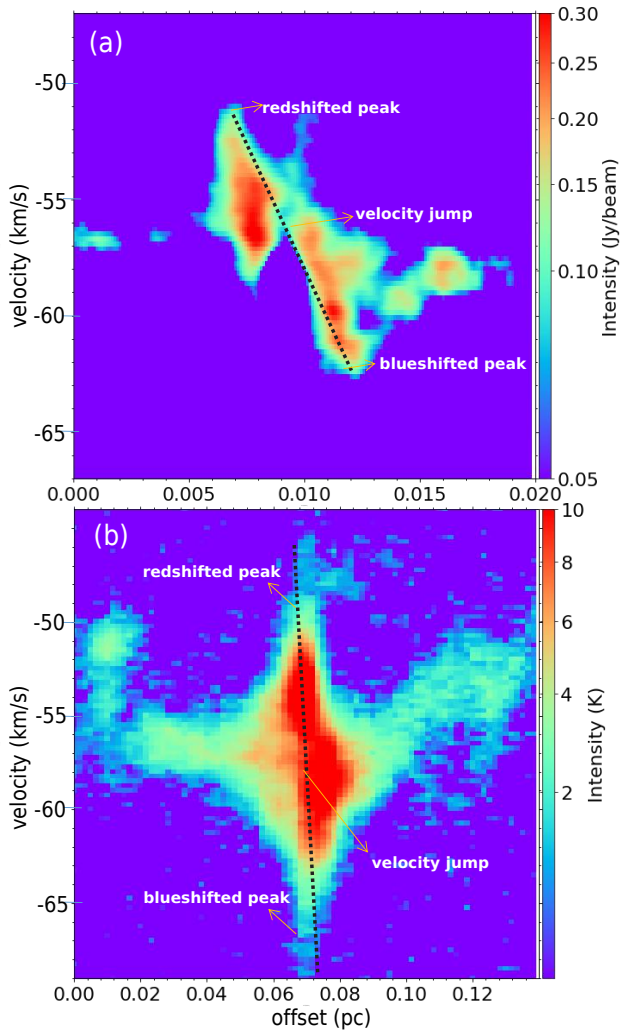 (a)
redshifted peak
velocity jump
blueshifted peak
velocity (km/s)
-50
-55
-60
-65
0.000 0.005 0.010 0.015 0.020
Intensity (Jy/beam)
0.30
0.20
0.15
0.10
0.05
(b)
redshifted peak
velocity jump
blueshifted peak
velocity (km/s)
-50
-55
-60
-65
0.00 0.02 0.04 0.06 0.08 0.10 0.12
offset (pc)
Intensity (K)
10
8
6
4
2